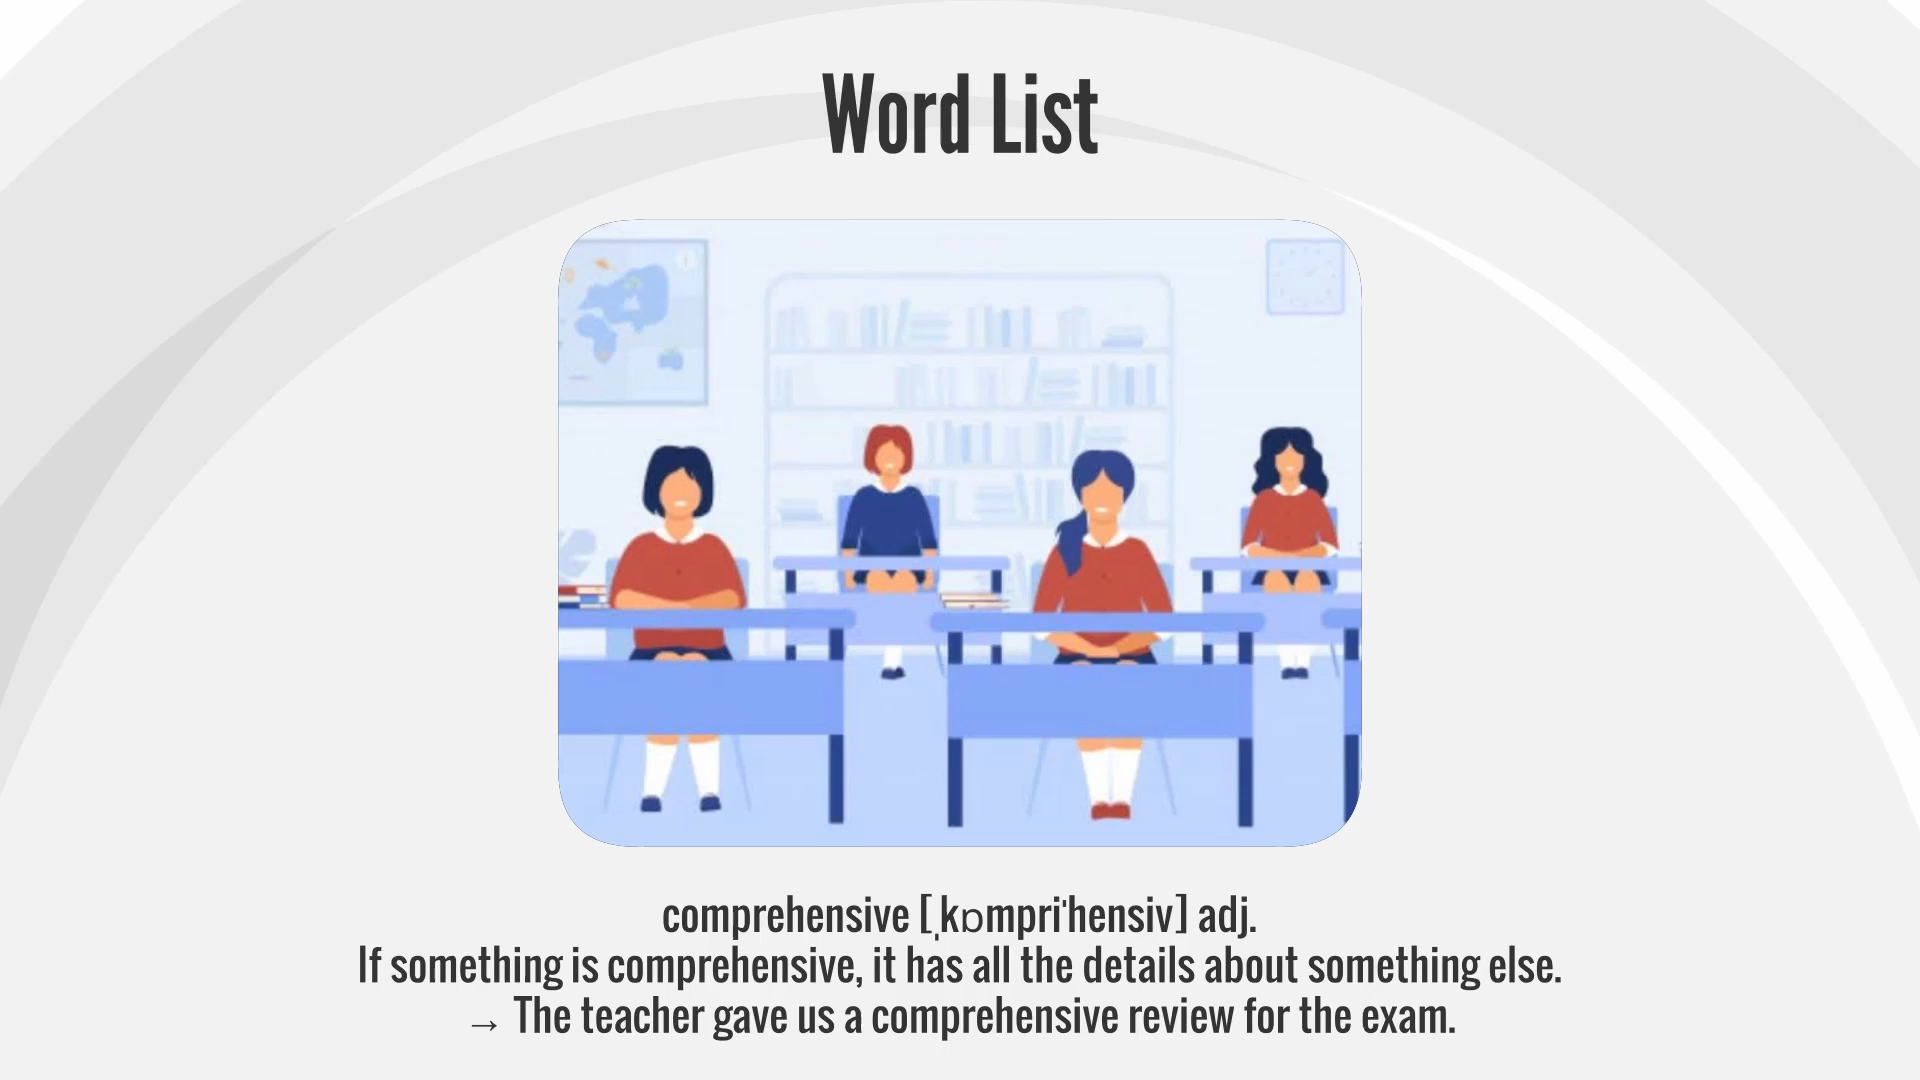 Word List
comprehensive [ˌkɒmpriˈhensiv] adj.
If something is comprehensive, it has all the details about something else.
→ The teacher gave us a comprehensive review for the exam.